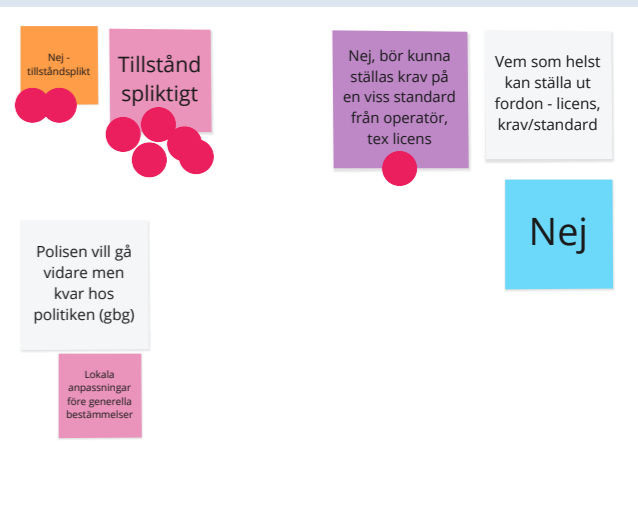 Nej -
tillståndsplikt
Tillstånd
spliktigt
Nej, bör kunna
ställas krav på
en viss standard
från operatör,
tex licens
Vem som helst
kan ställa ut
fordon - licens,
krav/standard
Nej
Polisen vill gå
vidare men
kvar hos
politiken (gbg)
Lokala
anpassningar
före generella
bestämmelser